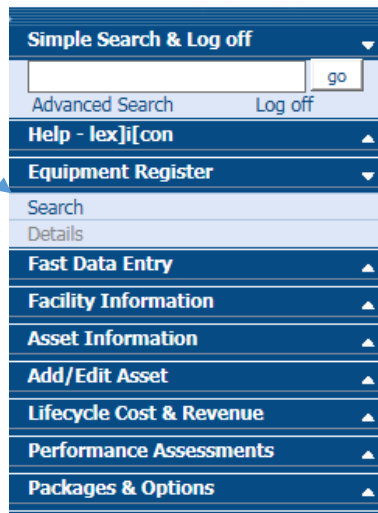 Simple Search & Log off
go
Advanced Search Log off
Help - lex]i[con
Equipment Register
Search
Details
Fast Data Entry
Facility Information
Asset Information
Add/Edit Asset
Lifecycle Cost & Revenue
Performance Assessments
Packages & Options